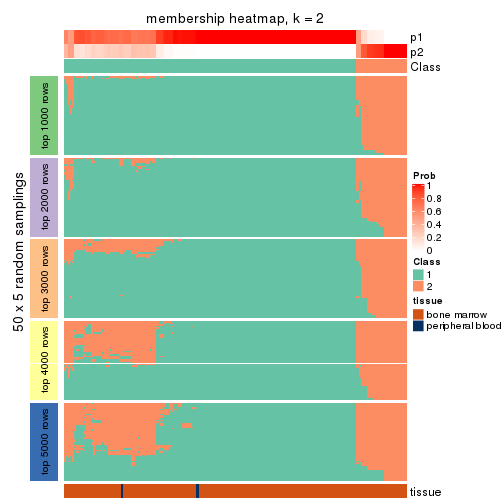 membership heatmap, k = 2
p1
p2
Class
50 x 5 random samplings
top 1000 rows
top 2000 rows
top 3000 rows
top 4000 rows
top 5000 rows
Prob
1
0.8
0.6
0.4
0.2
0
Class
1
2
tissue
bone marrow
peripheral blood
tissue